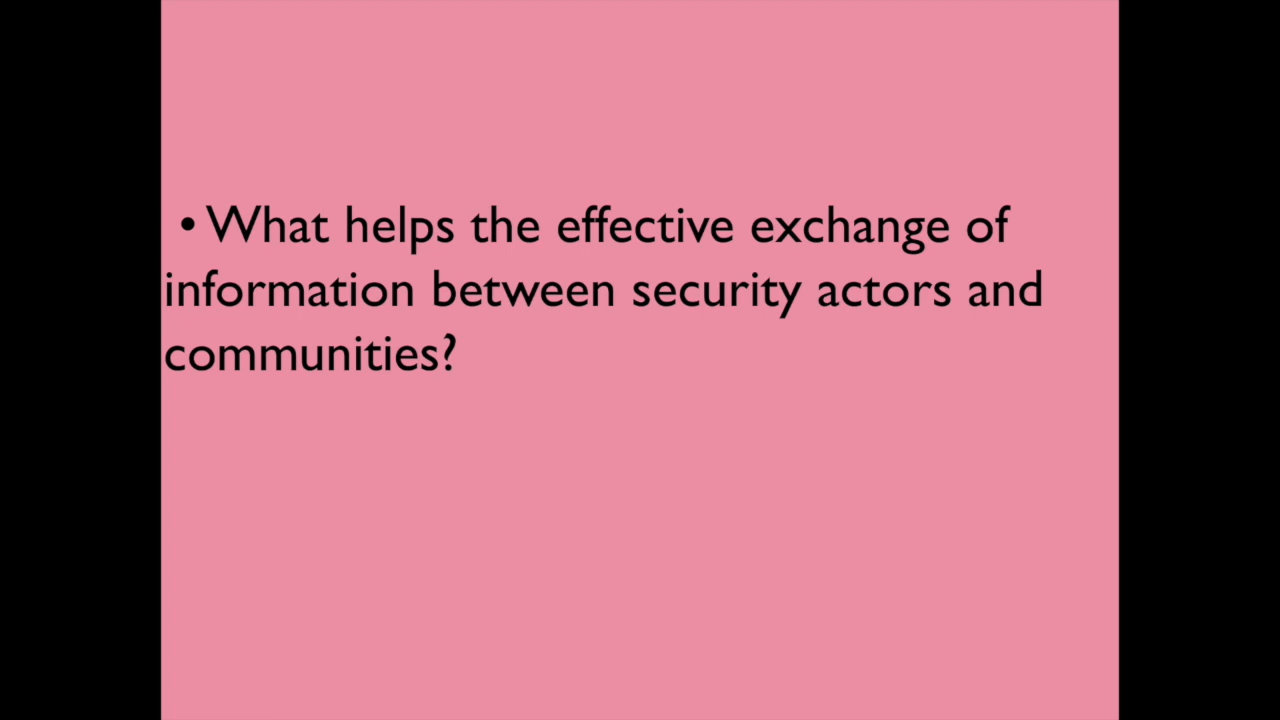 • What helps the effective exchange of
information between security actors and
communities?